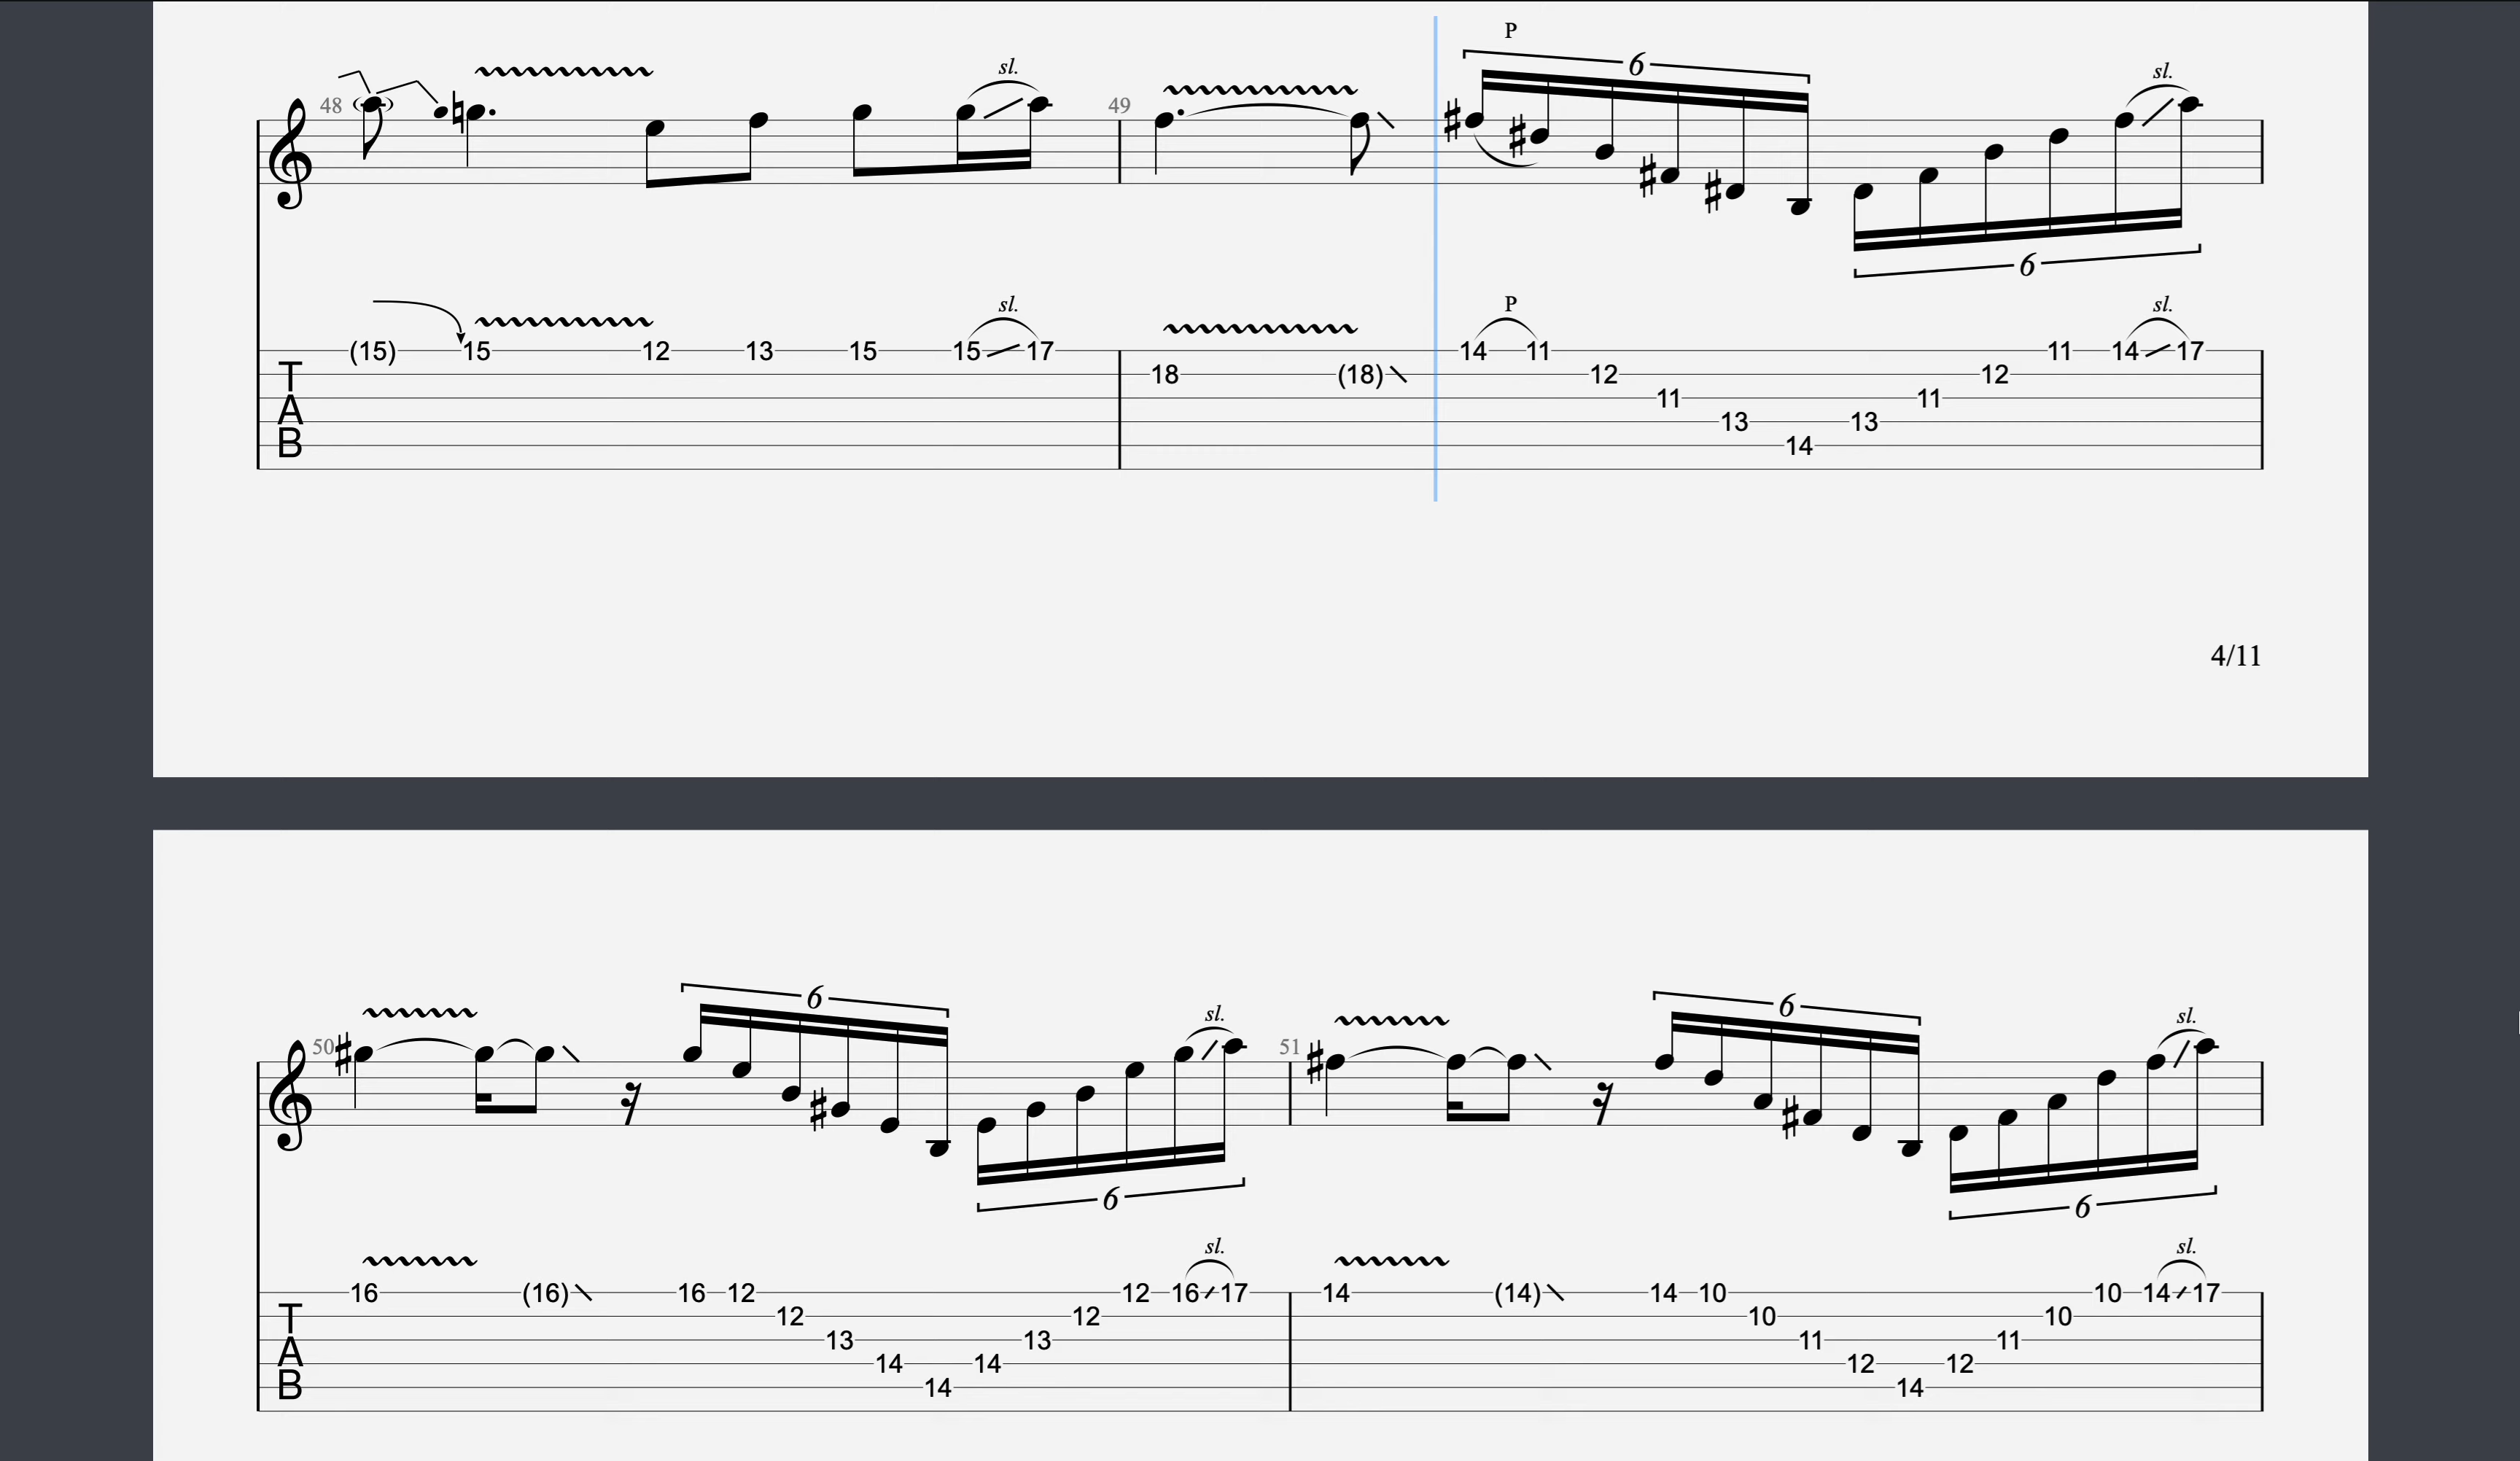 P
6
sl.
sl.
48
49
6
sl.
P
sl.
(15) 15 12 13 15 15 17 14 11 11 14 17
T 18 (18) 12 12
A 11 11
B 13 13
14
4/11
6
6
sl.
sl.
50
51
6
6
sl.
sl.
16 (16) 16 12 12 16 17 14 (14) 14 10 10 14 17
T 12 12 10 10
A 13 13 11 11
B 14 14 12 12
14 14